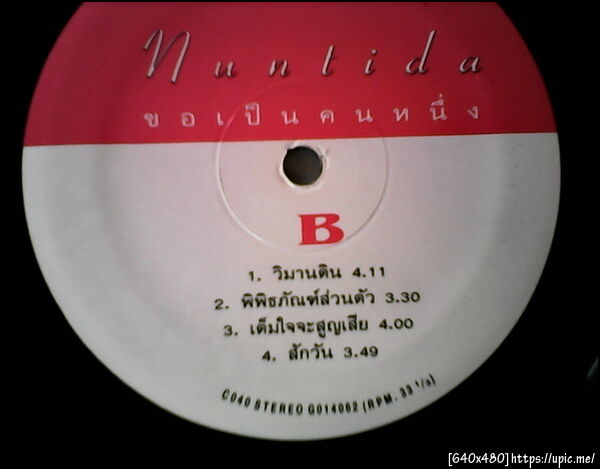 Nuntida
ขอเป็นคนหนึ่ง
B
1. วิมานดิน 4.11
2. พิพิธภัณฑ์ส่วนตัว 3.30
3. เต็มใจจะสูญเสีย 4.00
4. สักวัน 3.49
C040 STEREO G014062 (RPM. 33 1/3)
[640x480]https://upic.me/